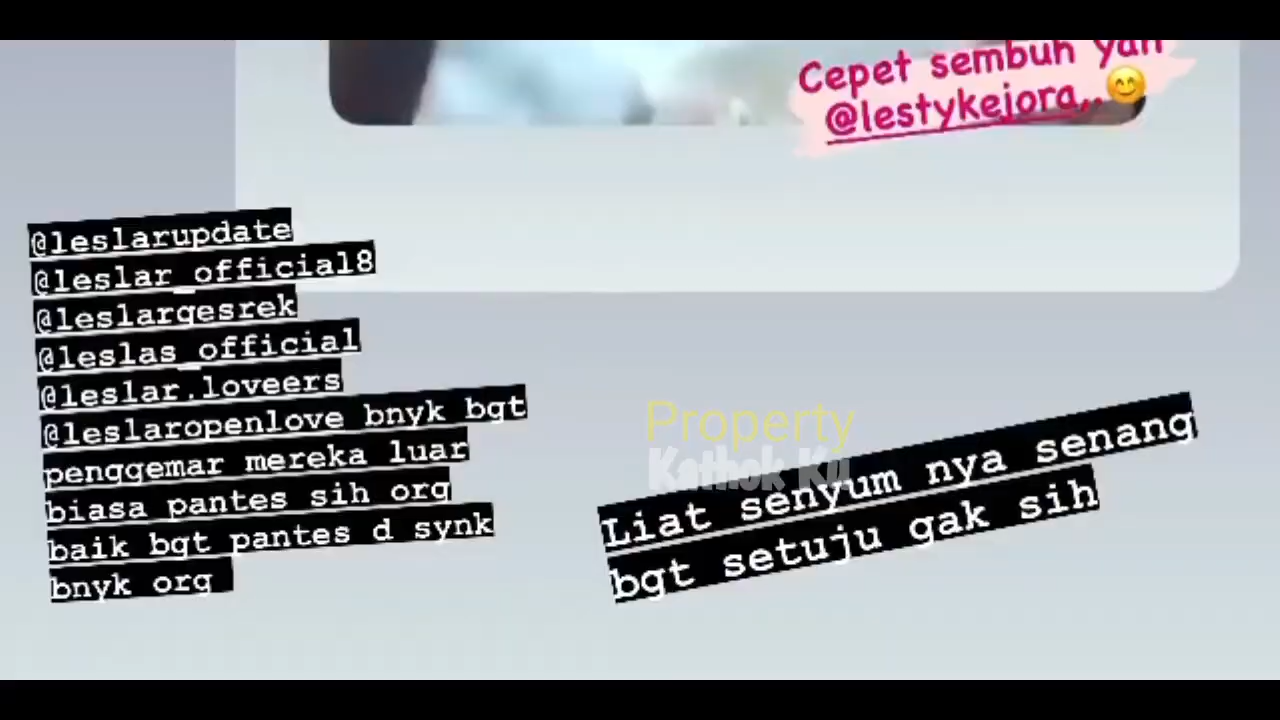 Cepet sembuh yah
@lestykejora,.😊
@leslarupdate
@leslar_official8
@leslargesrek
@leslas_official
@leslar.loveers
@leslaropenlove bnyk bgt
penggemar mereka luar
biasa pantes sih org
baik bgt pantes d synk
bnyk org
Property
Kathok Ku
Liat senyum nya senang
bgt setuju gak sih